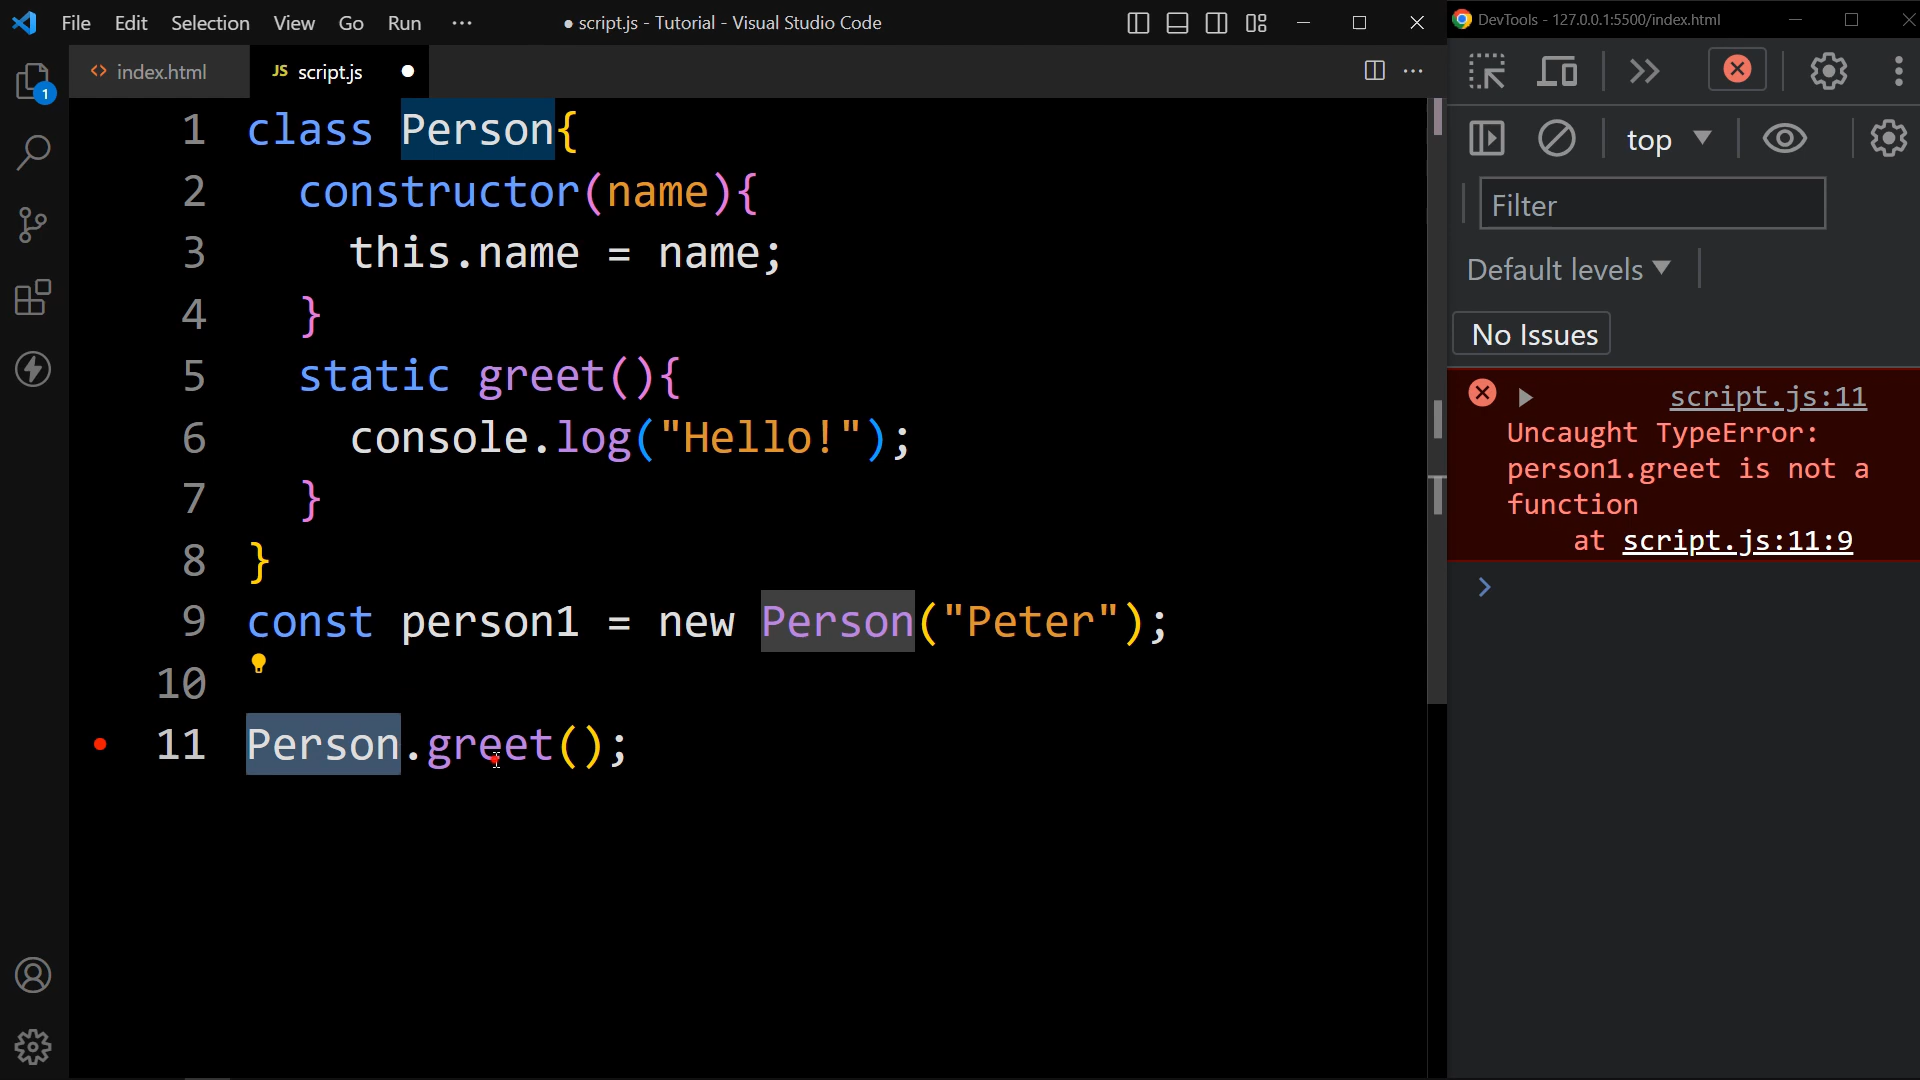 File Edit Selection View Go Run ···
● script.js - Tutorial - Visual Studio Code
DevTools - 127.0.0.1:5500/index.html
1
<> index.html
JS script.js ●
1 class Person{
2 constructor(name){
3 this.name = name;
4 }
5 static greet(){
6 console.log("Hello!");
7 }
8 }
9 const person1 = new Person("Peter");
10
11 Person.greet();
top
Filter
Default levels
No Issues
script.js:11
Uncaught TypeError:
person1.greet is not a
function
at script.js:11:9